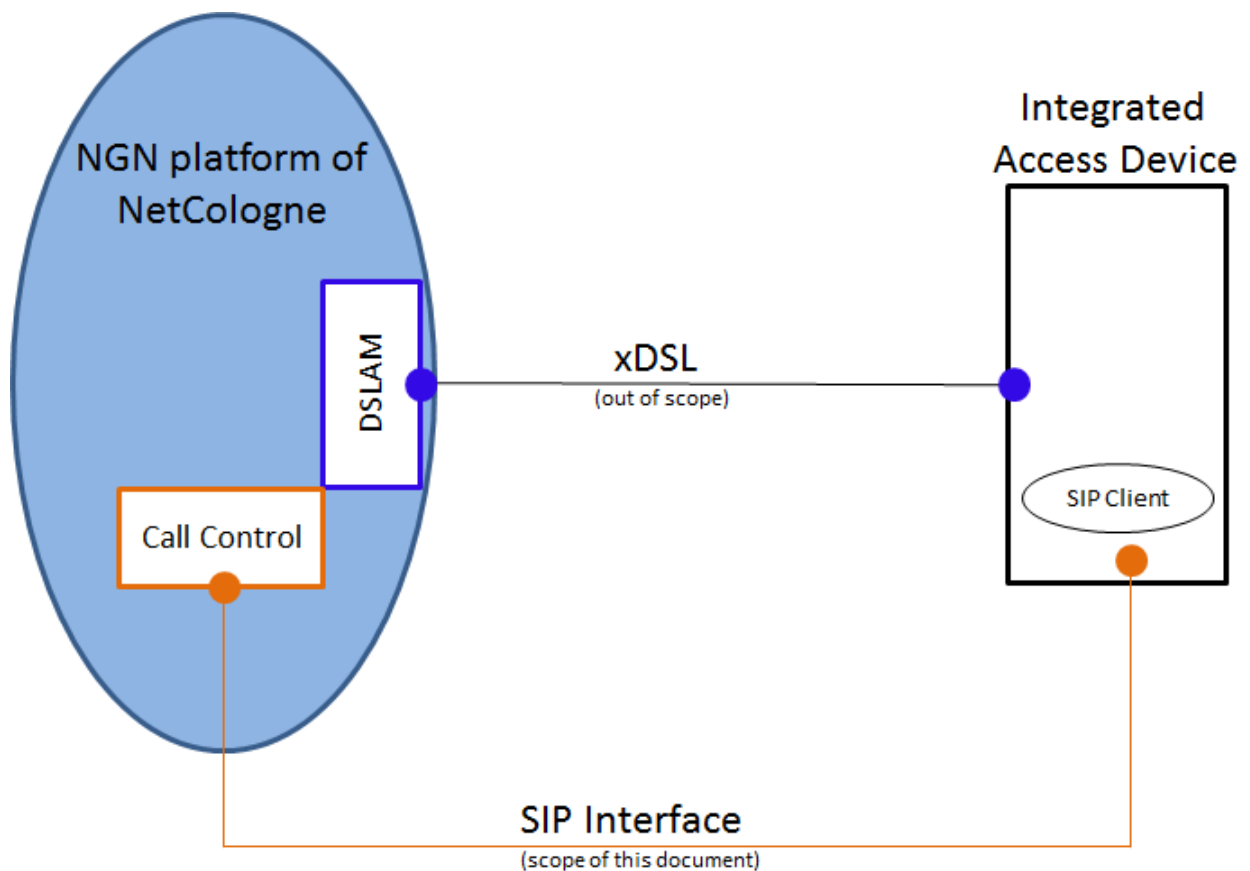 NGN platform of
NetCologne
Integrated
Access Device
DSLAM
xDSL
(out of scope)
SIP Client
Call Control
SIP Interface
(scope of this document)